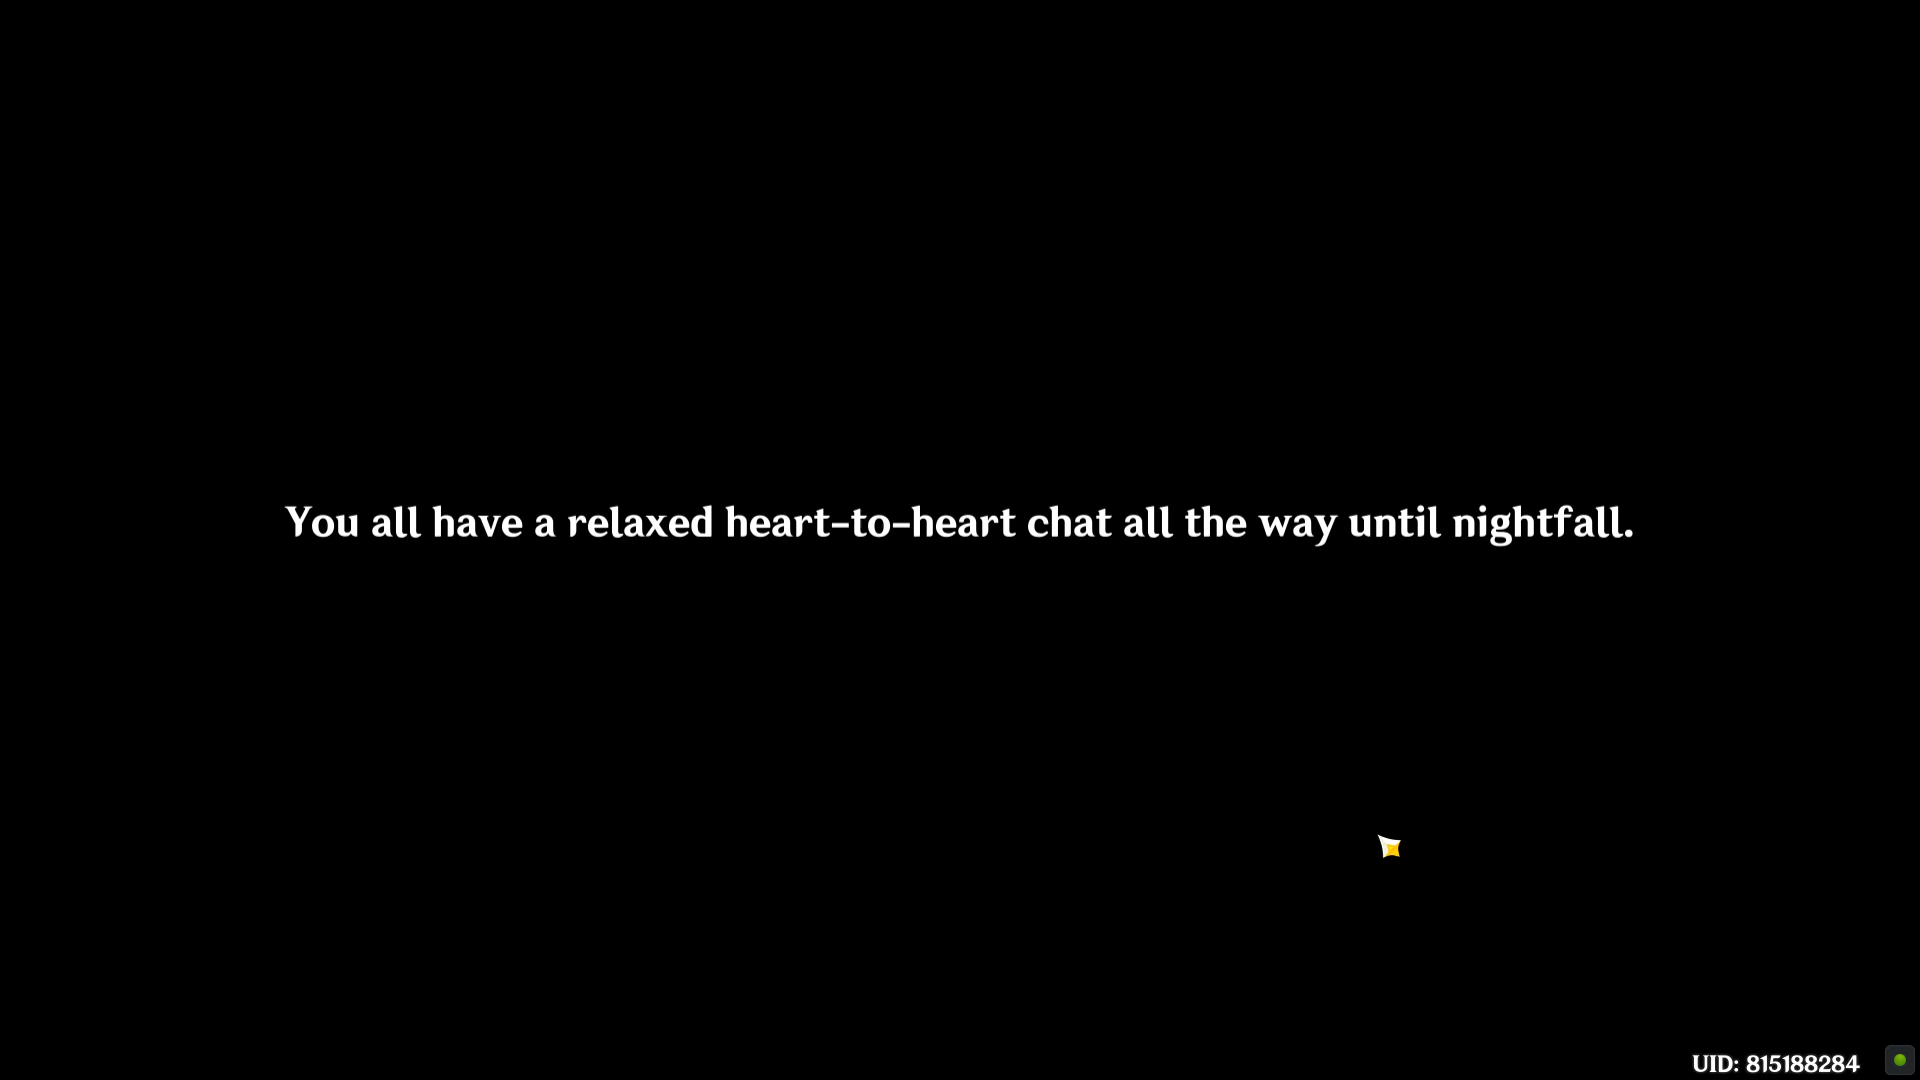 You all have a relaxed heart-to-heart chat all the way until nightfall.
UID: 815188284